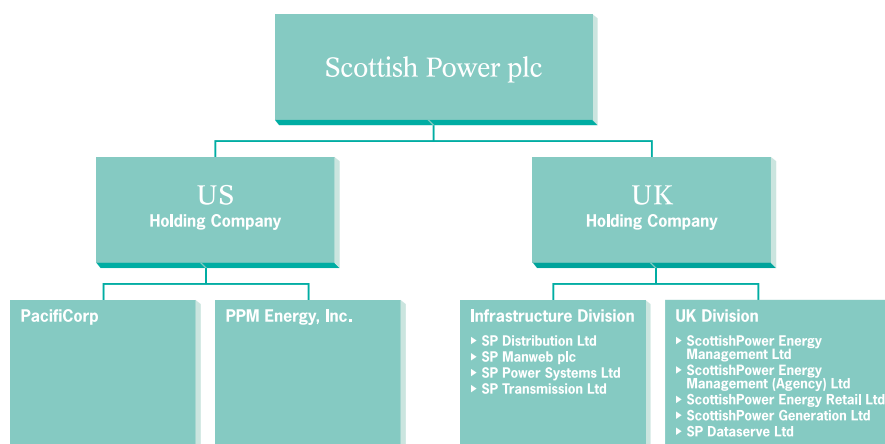 Scottish Power plc
US
Holding Company
UK
Holding Company
PacifiCorp
PPM Energy, Inc.
Infrastructure Division
▸ SP Distribution Ltd
▸ SP Manweb plc
▸ SP Power Systems Ltd
▸ SP Transmission Ltd
UK Division
▸ ScottishPower Energy
Management Ltd
▸ ScottishPower Energy
Management (Agency) Ltd
▸ ScottishPower Energy Retail Ltd
▸ ScottishPower Generation Ltd
▸ SP Dataserve Ltd